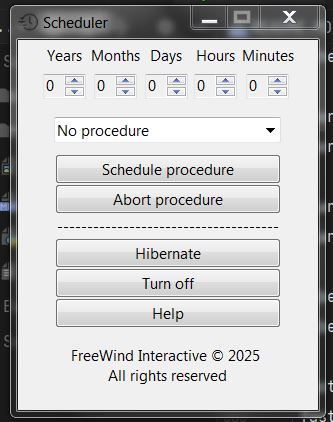 Scheduler
Years Months Days Hours Minutes
0 0 0 0 0
No procedure
Schedule procedure
Abort procedure
--------------------------------
Hibernate
Turn off
Help
FreeWind Interactive © 2025
All rights reserved